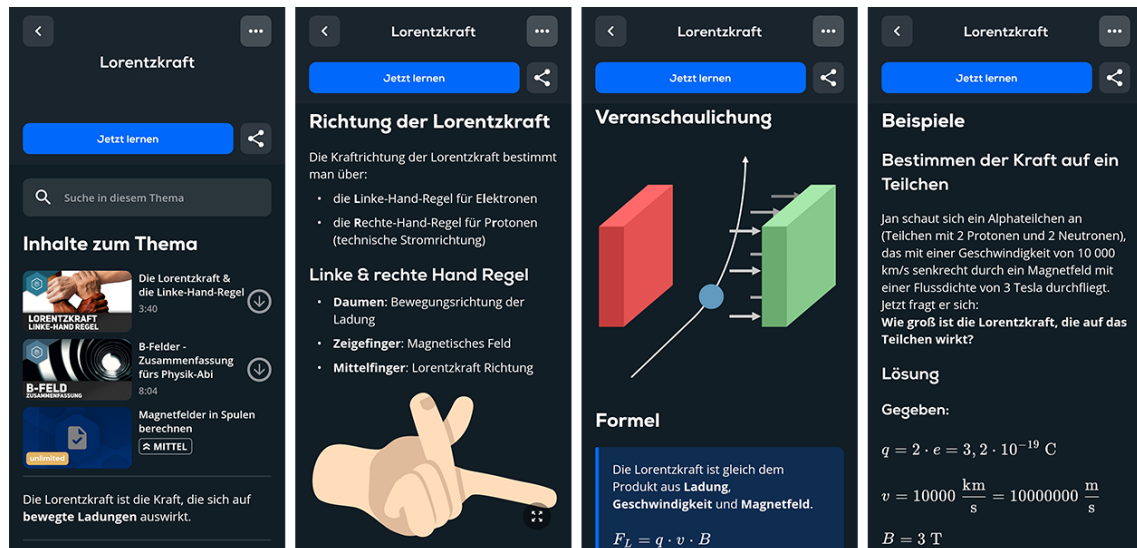 Lorentzkraft
Jetzt lernen
Suche in diesem Thema
Inhalte zum Thema
LORENTZKRAFT
LINKE-HAND REGEL
Die Lorentzkraft &
die Linke-Hand-Regel
3:40
B-FELD
ZUSAMMENFASSUNG
B-Felder -
Zusammenfassung
fürs Physik-Abi
8:04
unlimited
Magnetfelder in Spulen
berechnen
MITTEL
Die Lorentzkraft ist die Kraft, die sich auf
bewegte Ladungen auswirkt.
Lorentzkraft
Jetzt lernen
Richtung der Lorentzkraft
Die Kraftrichtung der Lorentzkraft bestimmt
man über:
• die Linke-Hand-Regel für Elektronen
• die Rechte-Hand-Regel für Protonen
(technische Stromrichtung)
Linke & rechte Hand Regel
• Daumen: Bewegungsrichtung der
Ladung
• Zeigefinger: Magnetisches Feld
• Mittelfinger: Lorentzkraft Richtung
Lorentzkraft
Jetzt lernen
Veranschaulichung
Formel
Die Lorentzkraft ist gleich dem
Produkt aus Ladung,
Geschwindigkeit und Magnetfeld.
F_L = q · v · B
Lorentzkraft
Jetzt lernen
Beispiele
Bestimmen der Kraft auf ein
Teilchen
Jan schaut sich ein Alphateilchen an
(Teilchen mit 2 Protonen und 2 Neutronen),
das mit einer Geschwindigkeit von 10 000
km/s senkrecht durch ein Magnetfeld mit
einer Flussdichte von 3 Tesla durchfliegt.
Jetzt fragt er sich:
Wie groß ist die Lorentzkraft, die auf das
Teilchen wirkt?
Lösung
Gegeben:
q = 2 · e = 3, 2 · 10⁻¹⁹ C
v = 10000 km/s = 10000000 m/s
B = 3 T